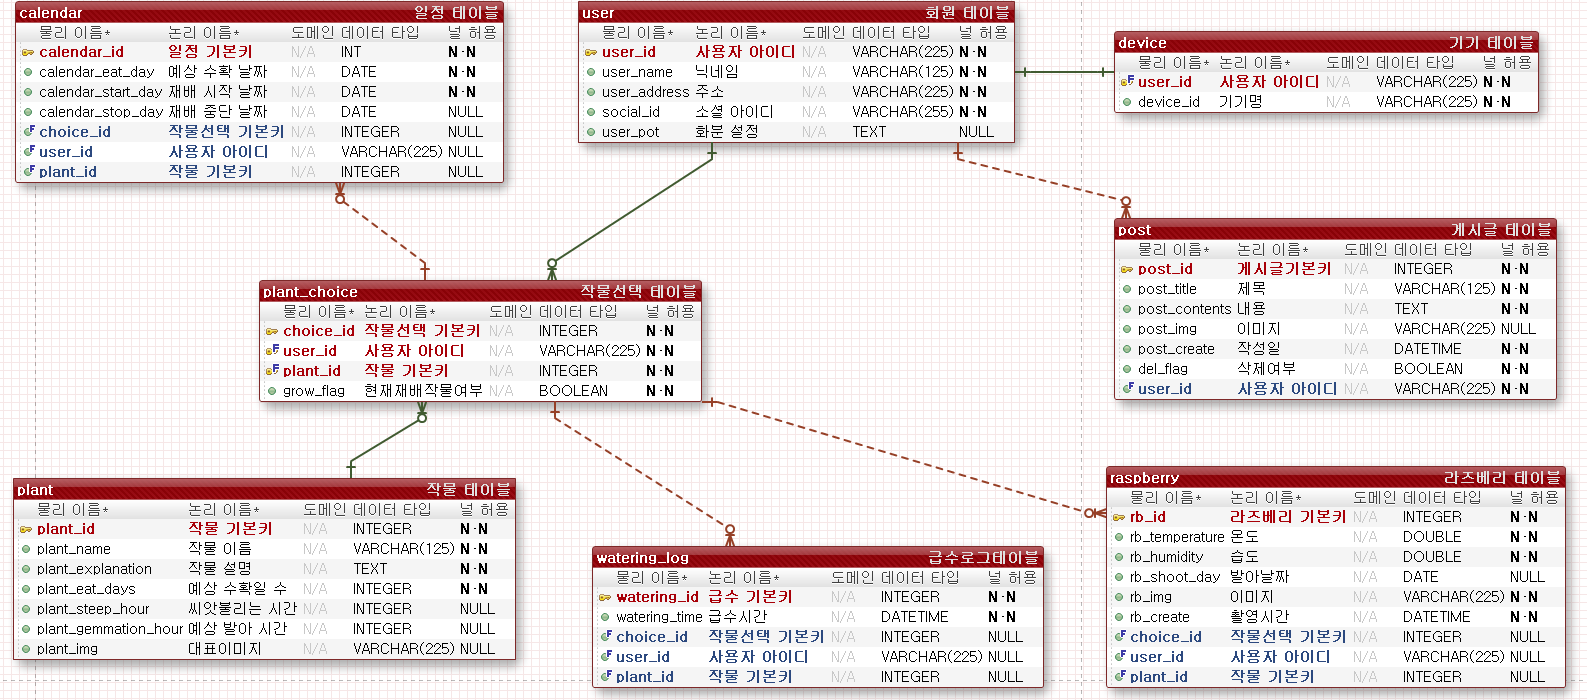 calendar 일정 테이블
물리 이름* 논리 이름* 도메인 데이터 타입 널 허용
calendar_id 일정 기본키 N/A INT N-N
calendar_eat_day 예상 수확 날짜 N/A DATE N-N
calendar_start_day 재배 시작 날짜 N/A DATE N-N
calendar_stop_day 재배 중단 날짜 N/A DATE NULL
choice_id 작물선택 기본키 N/A INTEGER NULL
user_id 사용자 아이디 N/A VARCHAR(225) NULL
plant_id 작물 기본키 N/A INTEGER NULL
user 회원 테이블
물리 이름* 논리 이름* 도메인 데이터 타입 널 허용
user_id 사용자 아이디 N/A VARCHAR(225) N-N
user_name 닉네임 N/A VARCHAR(125) N-N
user_address 주소 N/A VARCHAR(225) N-N
social_id 소셜 아이디 N/A VARCHAR(255) N-N
user_pot 화분 설정 N/A TEXT NULL
device 기기 테이블
물리 이름* 논리 이름* 도메인 데이터 타입 널 허용
user_id 사용자 아이디 N/A VARCHAR(225) N-N
device_id 기기명 N/A VARCHAR(225) N-N
post 게시글 테이블
물리 이름* 논리 이름* 도메인 데이터 타입 널 허용
post_id 게시글기본키 N/A INTEGER N-N
post_title 제목 N/A VARCHAR(125) N-N
post_contents 내용 N/A TEXT N-N
post_img 이미지 N/A VARCHAR(225) NULL
post_create 작성일 N/A DATETIME N-N
del_flag 삭제여부 N/A BOOLEAN N-N
user_id 사용자 아이디 N/A VARCHAR(225) N-N
plant_choice 작물선택 테이블
물리 이름* 논리 이름* 도메인 데이터 타입 널 허용
choice_id 작물선택 기본키 N/A INTEGER N-N
user_id 사용자 아이디 N/A VARCHAR(225) N-N
plant_id 작물 기본키 N/A INTEGER N-N
grow_flag 현재재배작물여부 N/A BOOLEAN N-N
plant 작물 테이블
물리 이름* 논리 이름* 도메인 데이터 타입 널 허용
plant_id 작물 기본키 N/A INTEGER N-N
plant_name 작물 이름 N/A VARCHAR(125) N-N
plant_explanation 작물 설명 N/A TEXT N-N
plant_eat_days 예상 수확일 수 N/A INTEGER N-N
plant_steep_hour 씨앗불리는 시간 N/A INTEGER NULL
plant_gemmation_hour 예상 발아 시간 N/A INTEGER NULL
plant_img 대표이미지 N/A VARCHAR(225) NULL
watering_log 급수로그테이블
물리 이름* 논리 이름* 도메인 데이터 타입 널 허용
watering_id 급수 기본키 N/A INTEGER N-N
watering_time 급수시간 N/A DATETIME N-N
choice_id 작물선택 기본키 N/A INTEGER NULL
user_id 사용자 아이디 N/A VARCHAR(225) NULL
plant_id 작물 기본키 N/A INTEGER NULL
raspberry 라즈베리 테이블
물리 이름* 논리 이름* 도메인 데이터 타입 널 허용
rb_id 라즈베리 기본키 N/A INTEGER N-N
rb_temperature 온도 N/A DOUBLE N-N
rb_humidity 습도 N/A DOUBLE N-N
rb_shoot_day 발아날짜 N/A DATE NULL
rb_img 이미지 N/A VARCHAR(225) N-N
rb_create 촬영시간 N/A DATETIME N-N
choice_id 작물선택 기본키 N/A INTEGER NULL
user_id 사용자 아이디 N/A VARCHAR(225) NULL
plant_id 작물 기본키 N/A INTEGER NULL